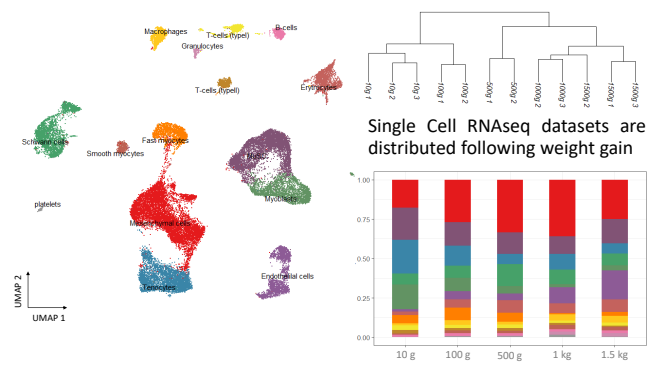 Macrophages
T-cells (typeI)
B-cells
Granulocytes
T-cells (typeII)
Erytrocytes
Schwann cells
Fast myocytes
Smooth myocytes
MuSC
Myoblasts
platelets
Mesenchymal cells
Endothelial cells
Tenocytes
UMAP 2
UMAP 1
10g 1
10g 2
10g 3
100g 1
100g 2
500g 1
500g 2
1000g 2
1000g 3
1500g 2
1500g 1
1500g 3
Single Cell RNAseq datasets are
distributed following weight gain
1.00
0.75
0.50
0.25
0.00
10 g
100 g
500 g
1 kg
1.5 kg